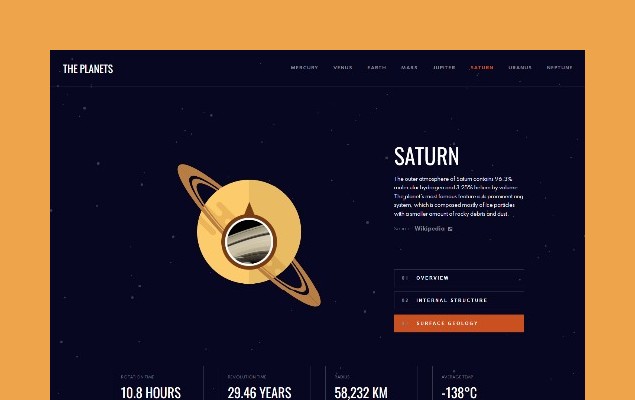 THE PLANETS
MERCURY VENUS EARTH MARS JUPITER SATURN URANUS NEPTUNE
SATURN
The outer atmosphere of Saturn contains 96.3%
molecular hydrogen and 3.25% helium by volume.
The planet's most famous feature is its prominent ring
system, which is composed mostly of ice particles
with a smaller amount of rocky debris and dust.
Source: Wikipedia
01 OVERVIEW
02 INTERNAL STRUCTURE
03 SURFACE GEOLOGY
ROTATION TIME REVOLUTION TIME RADIUS AVERAGE TEMP.
10.8 HOURS 29.46 YEARS 58,232 KM -138°C